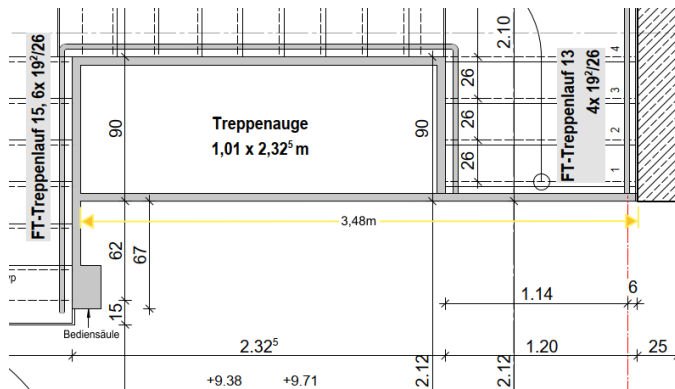 FT-Treppenlauf 15, 6x 19²/26
90
Treppenauge
1,01 x 2,32⁵ m
90
26
26
26
2.10
FT-Treppenlauf 13
4x 19²/26
4
3
2
1
3,48m
62
67
15
Bediensäule
yp
1.14
6
2.32⁵
1.20
25
+9.38
+9.71
2.12
2.12